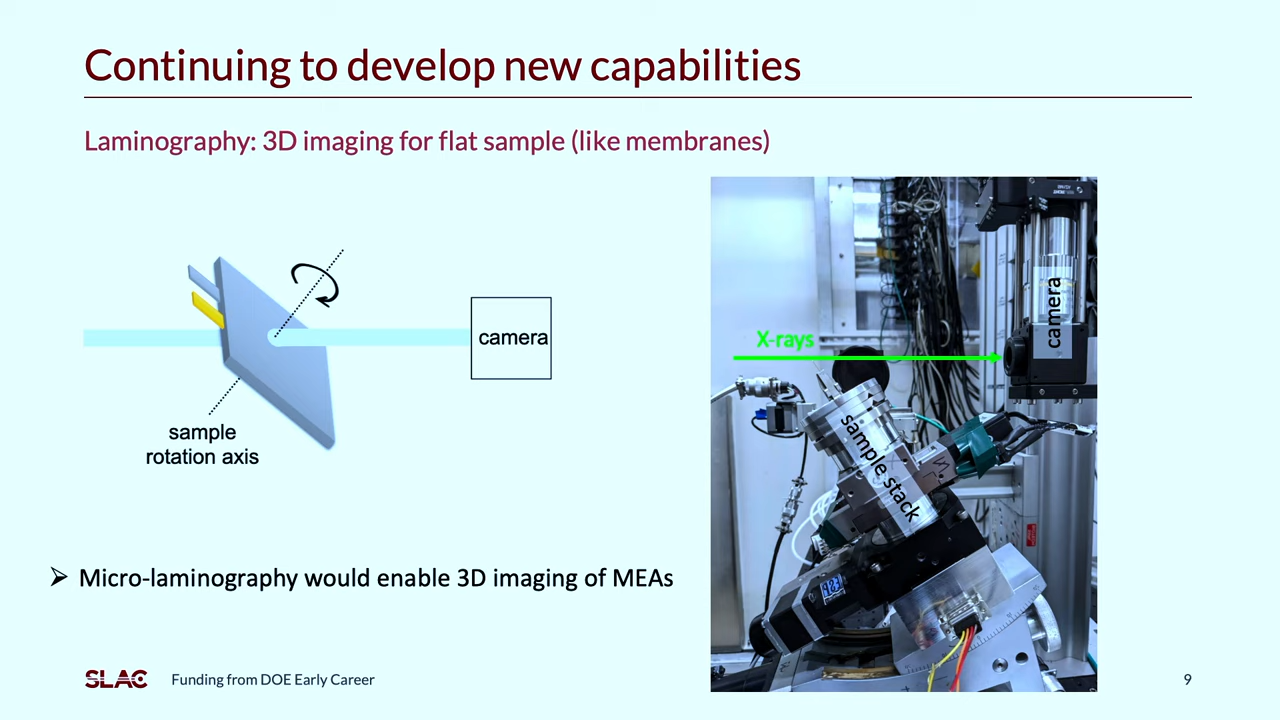 Continuing to develop new capabilities
Laminography: 3D imaging for flat sample (like membranes)
camera
sample
rotation axis
X-rays
camera
sample stack
➢ Micro-laminography would enable 3D imaging of MEAs
SLAC
Funding from DOE Early Career
9